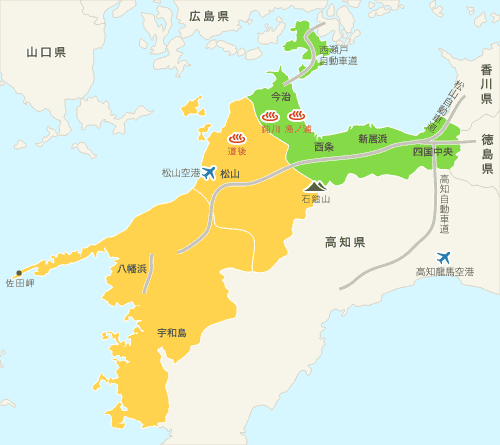 広島県
山口県
西瀬戸
自動車道
香川県
松山自動車道
今治
鈍川
湯ノ浦
道後
西条
新居浜
四国中央
徳島県
松山空港
松山
石鎚山
高知自動車道
高知県
高知龍馬空港
八幡浜
佐田岬
宇和島